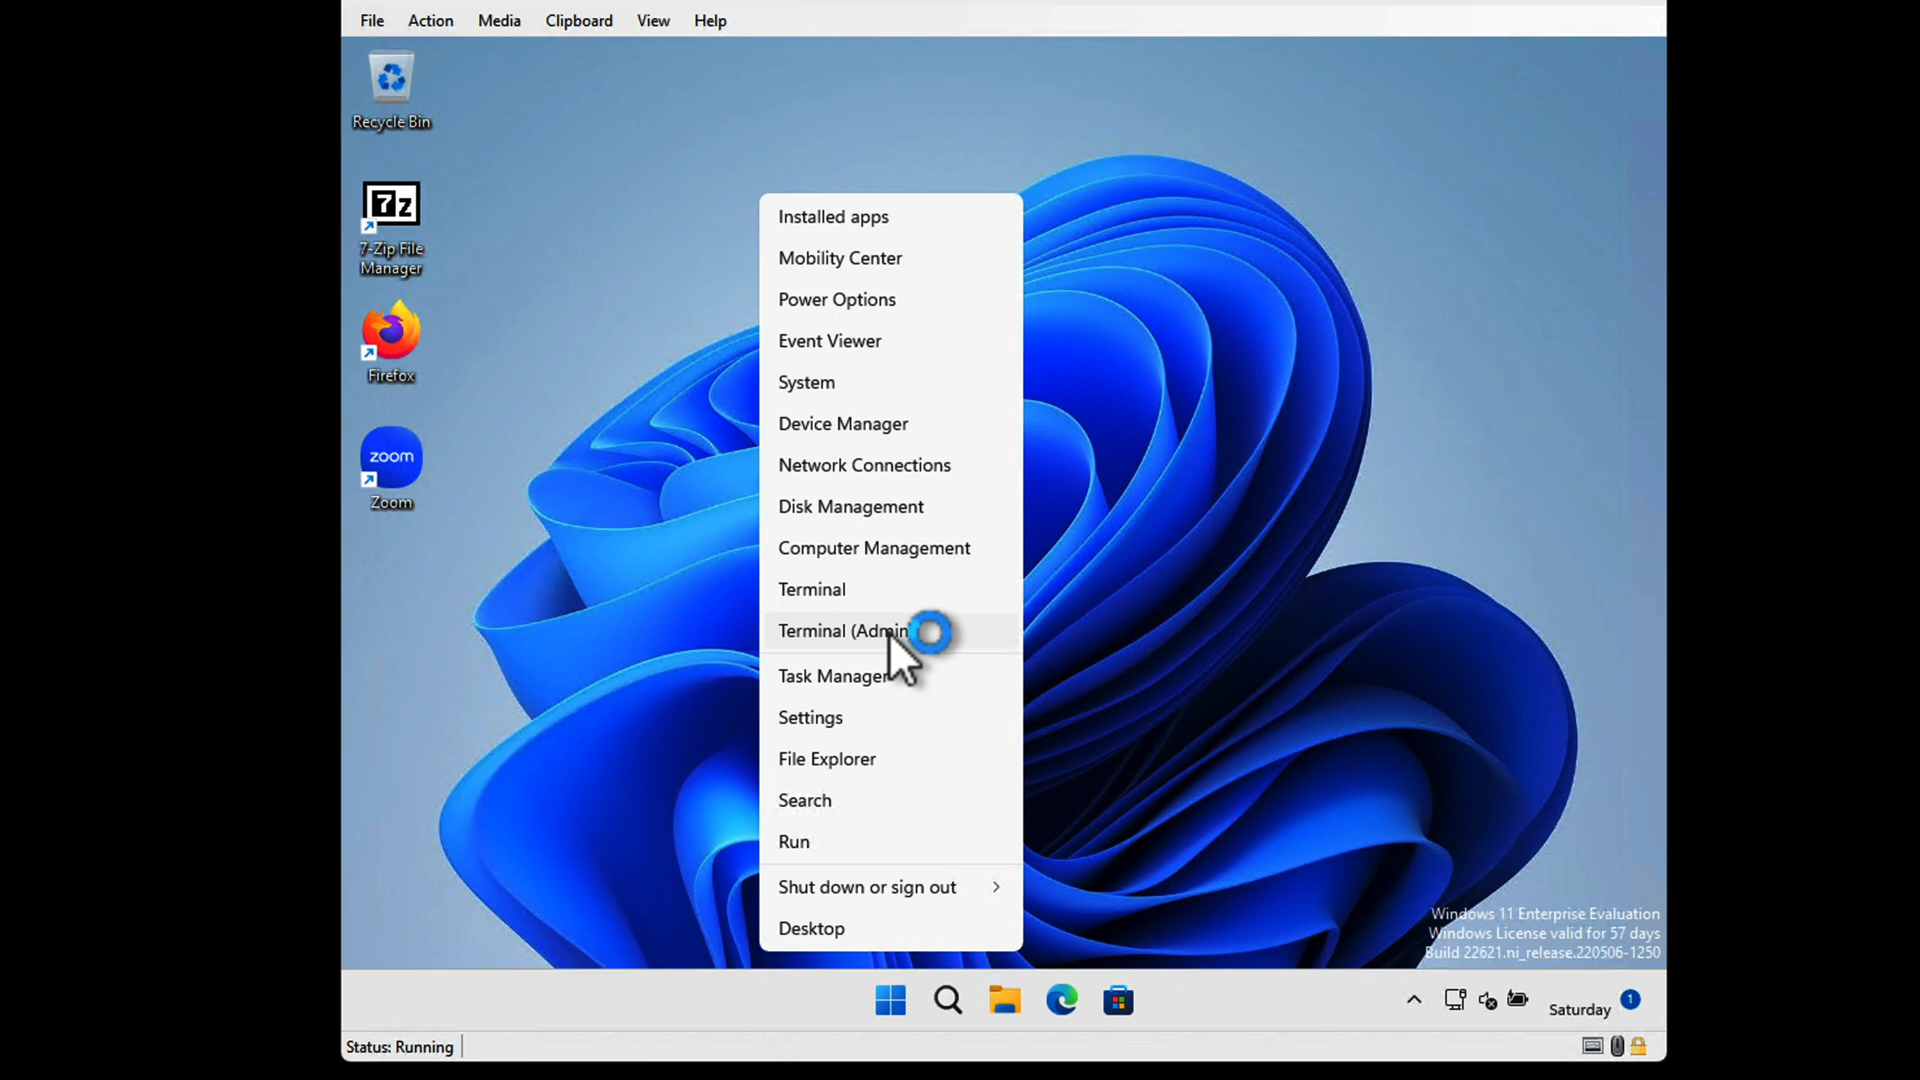 File Action Media Clipboard View Help
Recycle Bin
7z
7-Zip File
Manager
Firefox
zoom
Zoom
Installed apps
Mobility Center
Power Options
Event Viewer
System
Device Manager
Network Connections
Disk Management
Computer Management
Terminal
Terminal (Admin
Task Manager
Settings
File Explorer
Search
Run
Shut down or sign out
Desktop
Windows 11 Enterprise Evaluation
Windows License valid for 57 days
Build 22621.ni_release.220506-1250
Saturday 1
Status: Running